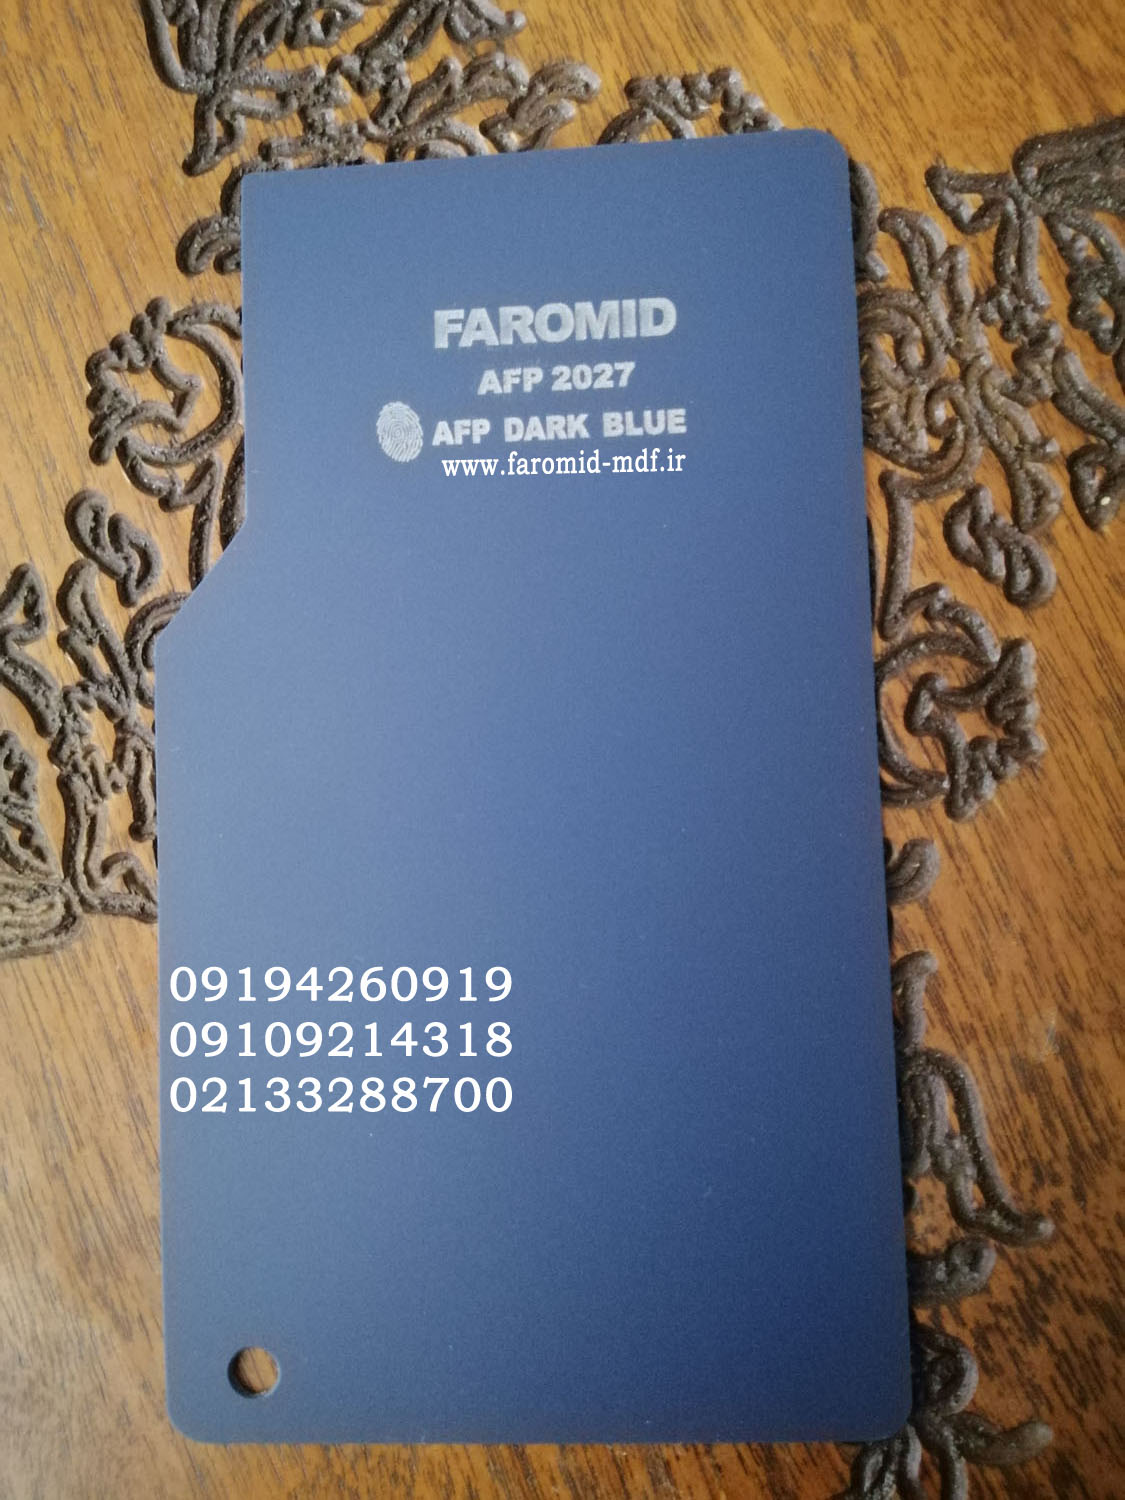 FAROMID
AFP 2027
AFP DARK BLUE
www.faromid-mdf.ir
09194260919
09109214318
02133288700